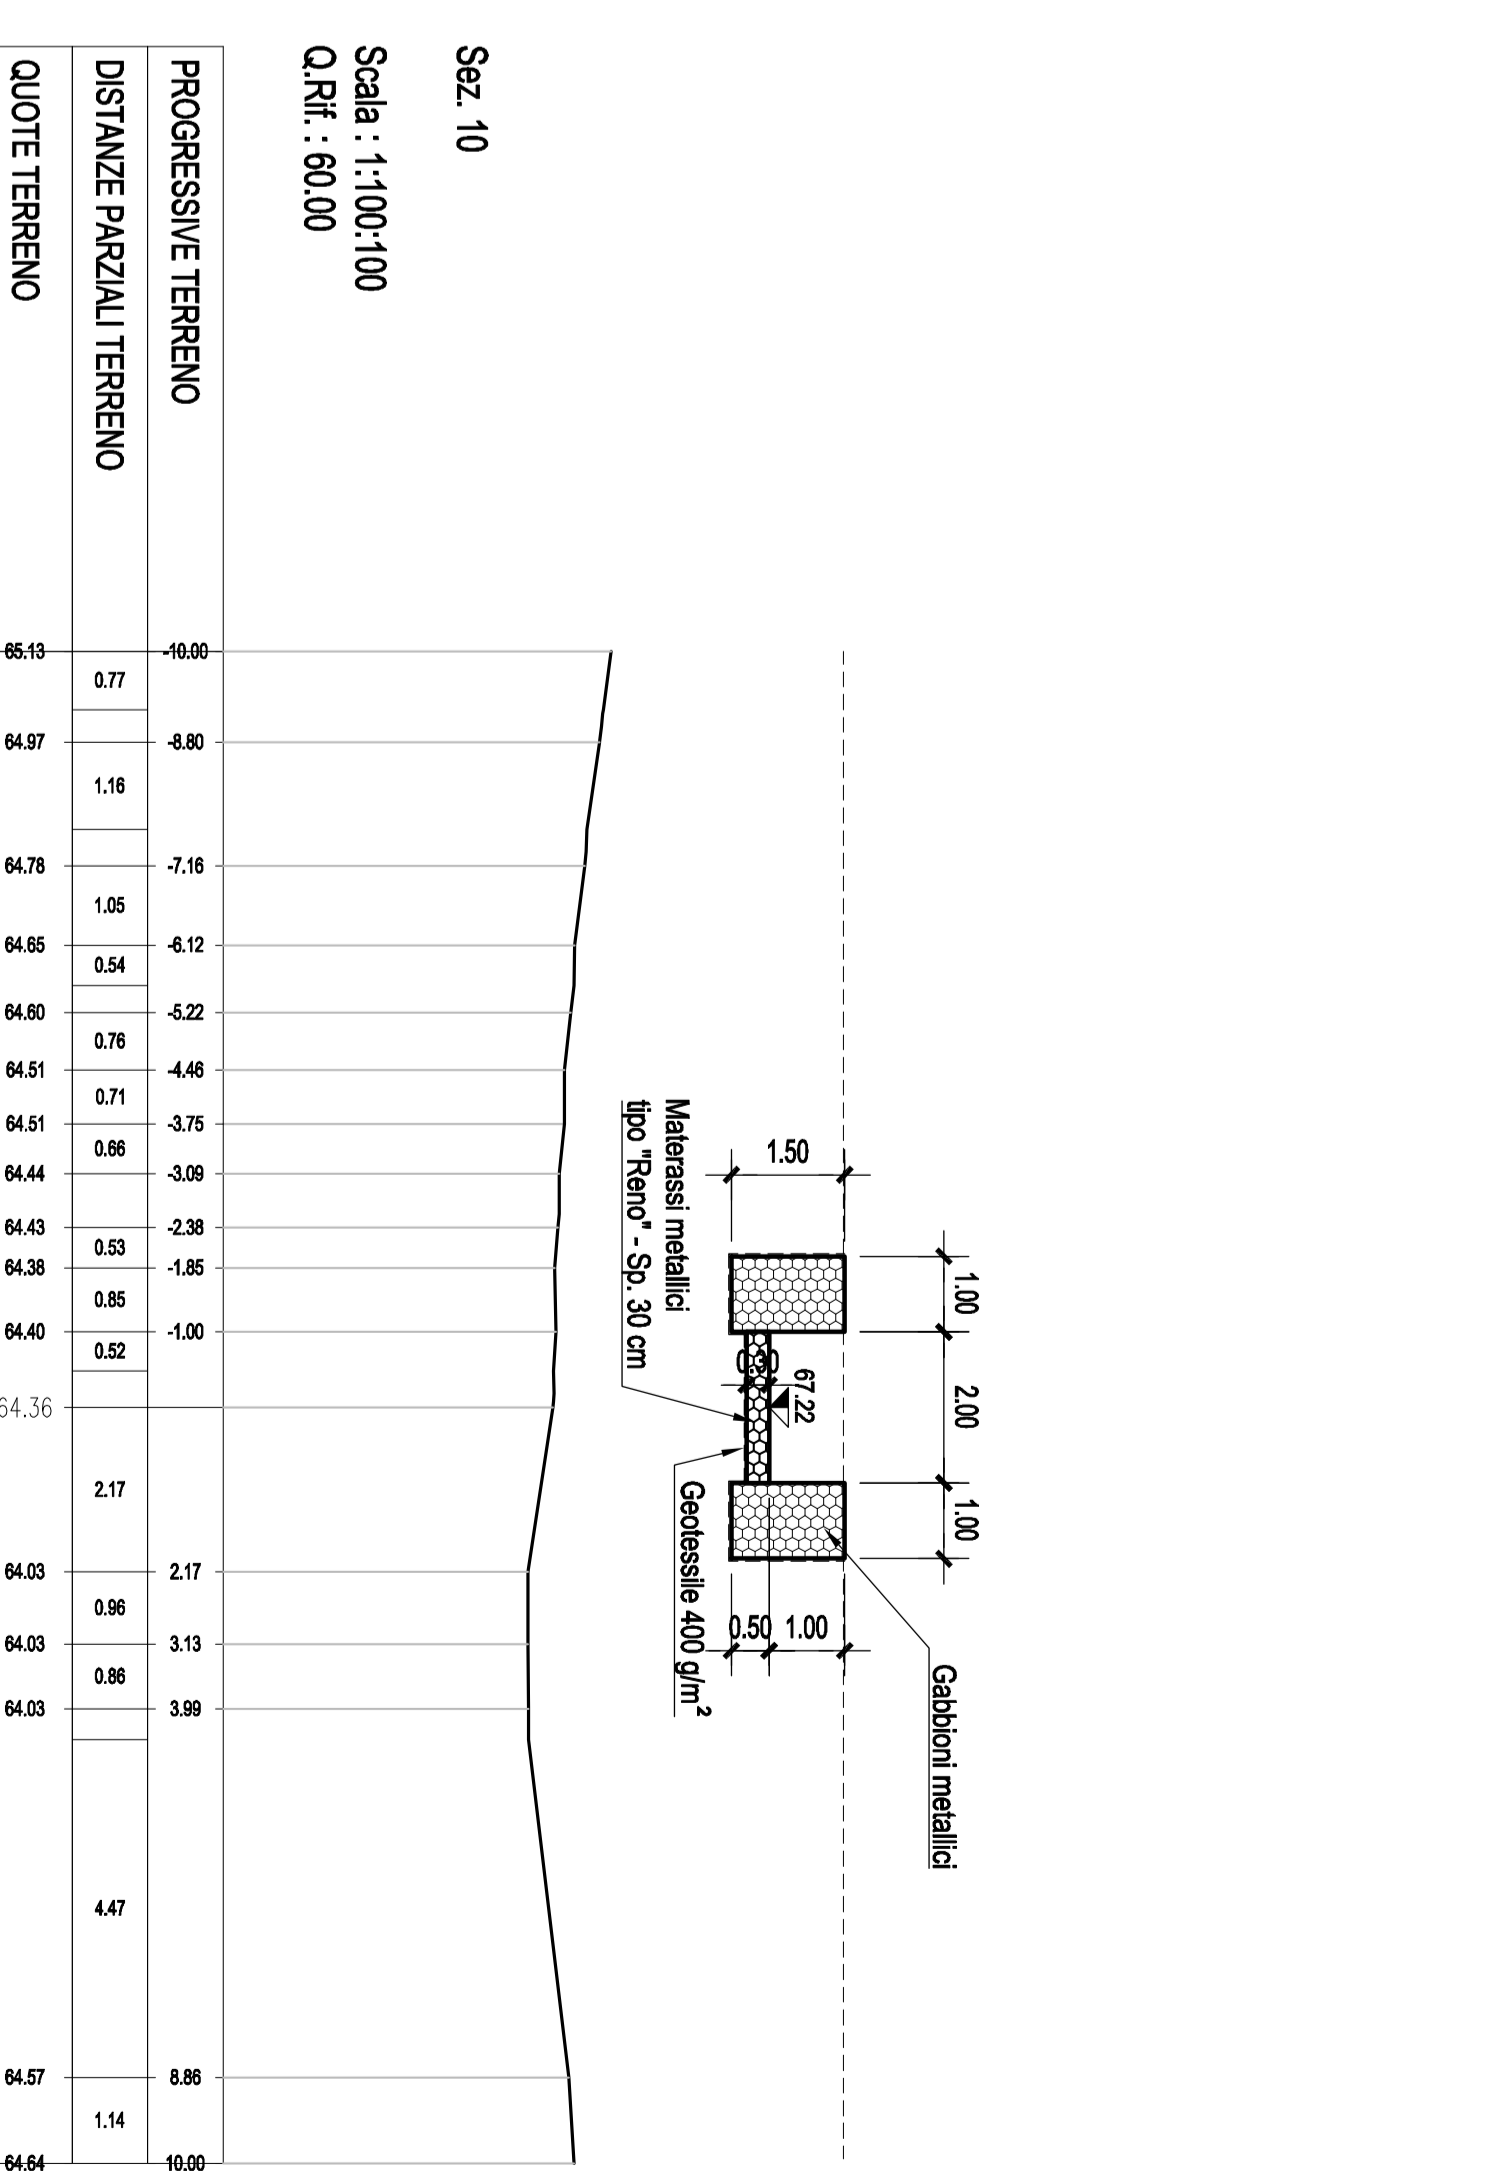 Sez. 10
Scala : 1:100:100
Q.Rif. : 60.00
1.00 2.00 1.00
Gabbioni metallici
1.50
67.22
0.30
0.50 1.00
Materassi metallici
tipo "Reno" - Sp. 30 cm
Geotessile 400 g/m²
PROGRESSIVE TERRENO -10.00 -8.80 -7.16 -6.12 -5.22 -4.46 -3.75 -3.09 -2.38 -1.85 -1.00 2.17 3.13 3.99 8.86 10.00
DISTANZE PARZIALI TERRENO 0.77 1.16 1.05 0.54 0.76 0.71 0.66 0.53 0.85 0.52 2.17 0.96 0.86 4.47 1.14
QUOTE TERRENO 65.13 64.97 64.78 64.65 64.60 64.51 64.51 64.44 64.43 64.38 64.40 64.36 64.03 64.03 64.03 64.57 64.64